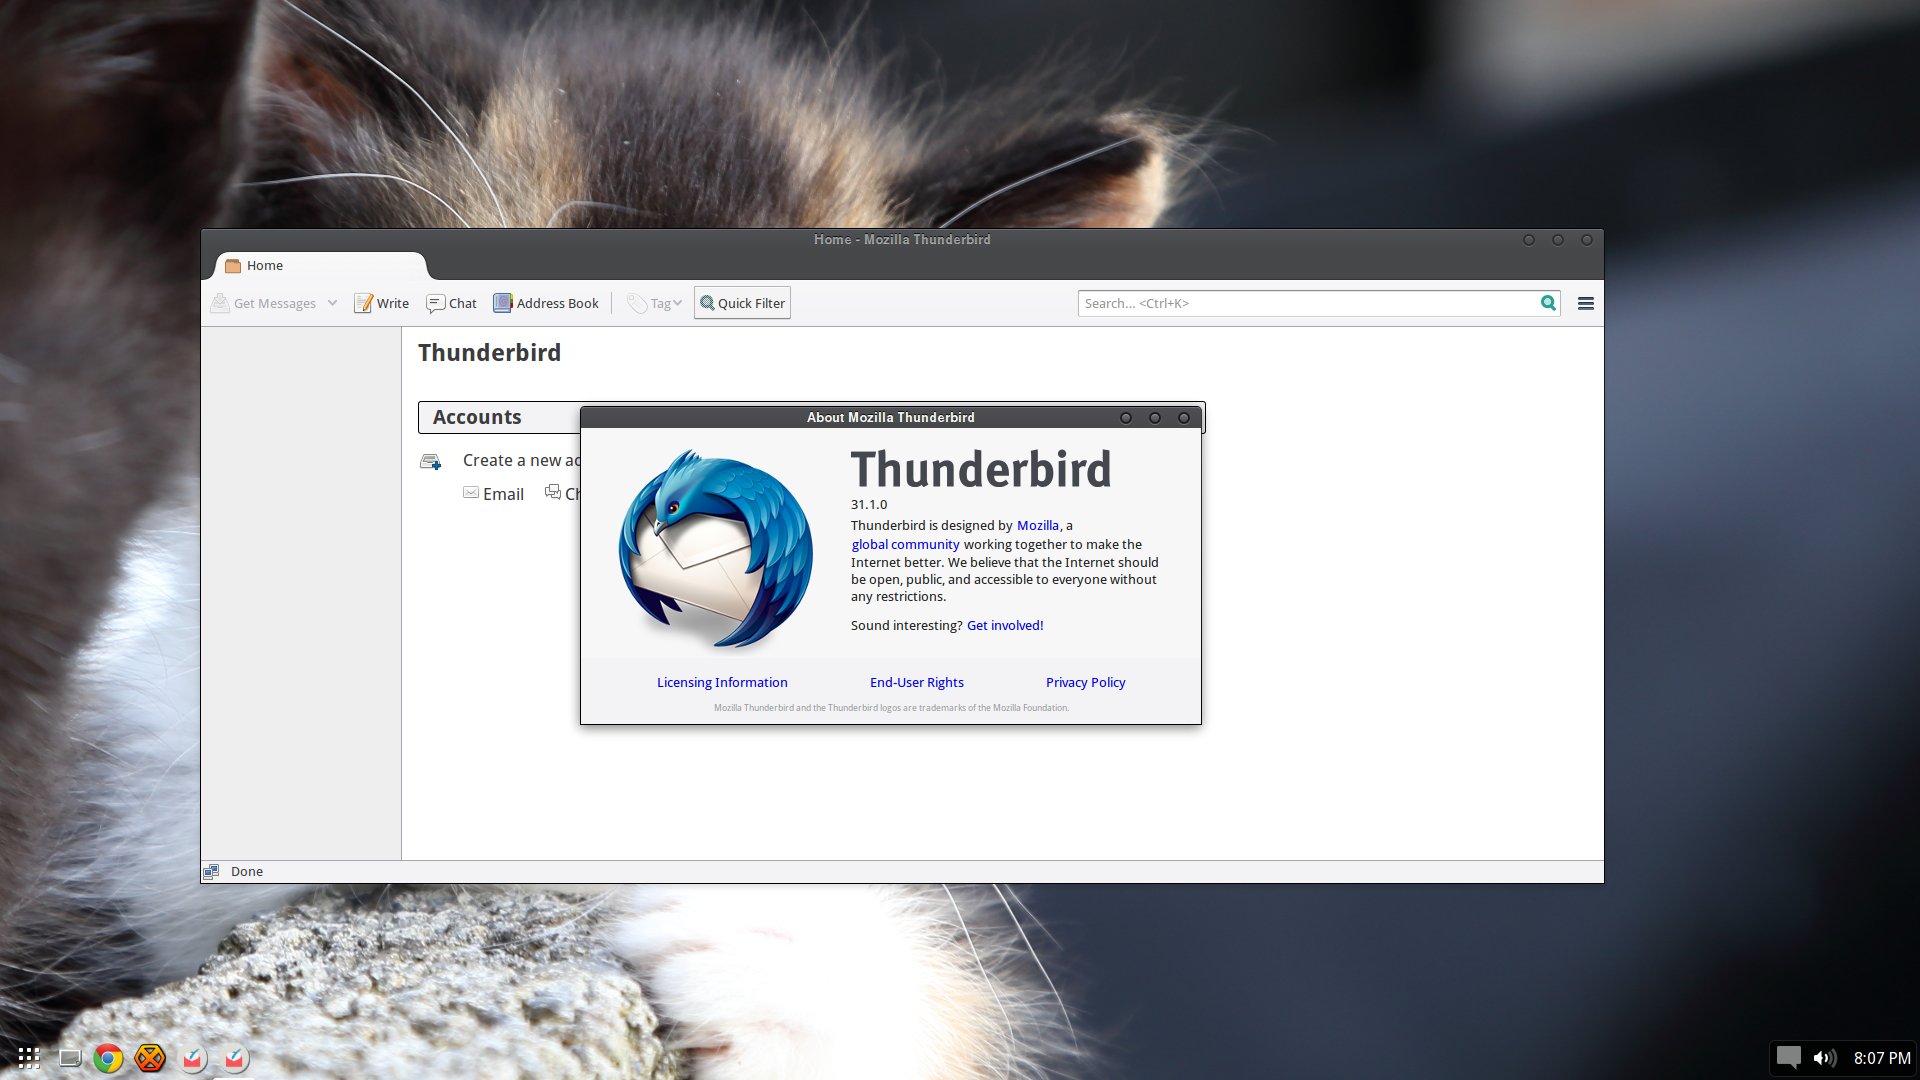 Home - Mozilla Thunderbird
Home
Get Messages
Write
Chat
Address Book
Tag
Quick Filter
Search... <Ctrl+K>
Thunderbird
Accounts
Create a new
Email
About Mozilla Thunderbird
Thunderbird
31.1.0
Thunderbird is designed by Mozilla, a
global community working together to make the
Internet better. We believe that the Internet should
be open, public, and accessible to everyone without
any restrictions.
Sound interesting? Get involved!
Licensing Information
End-User Rights
Privacy Policy
Mozilla Thunderbird and the Thunderbird logos are trademarks of the Mozilla Foundation.
Done
8:07 PM